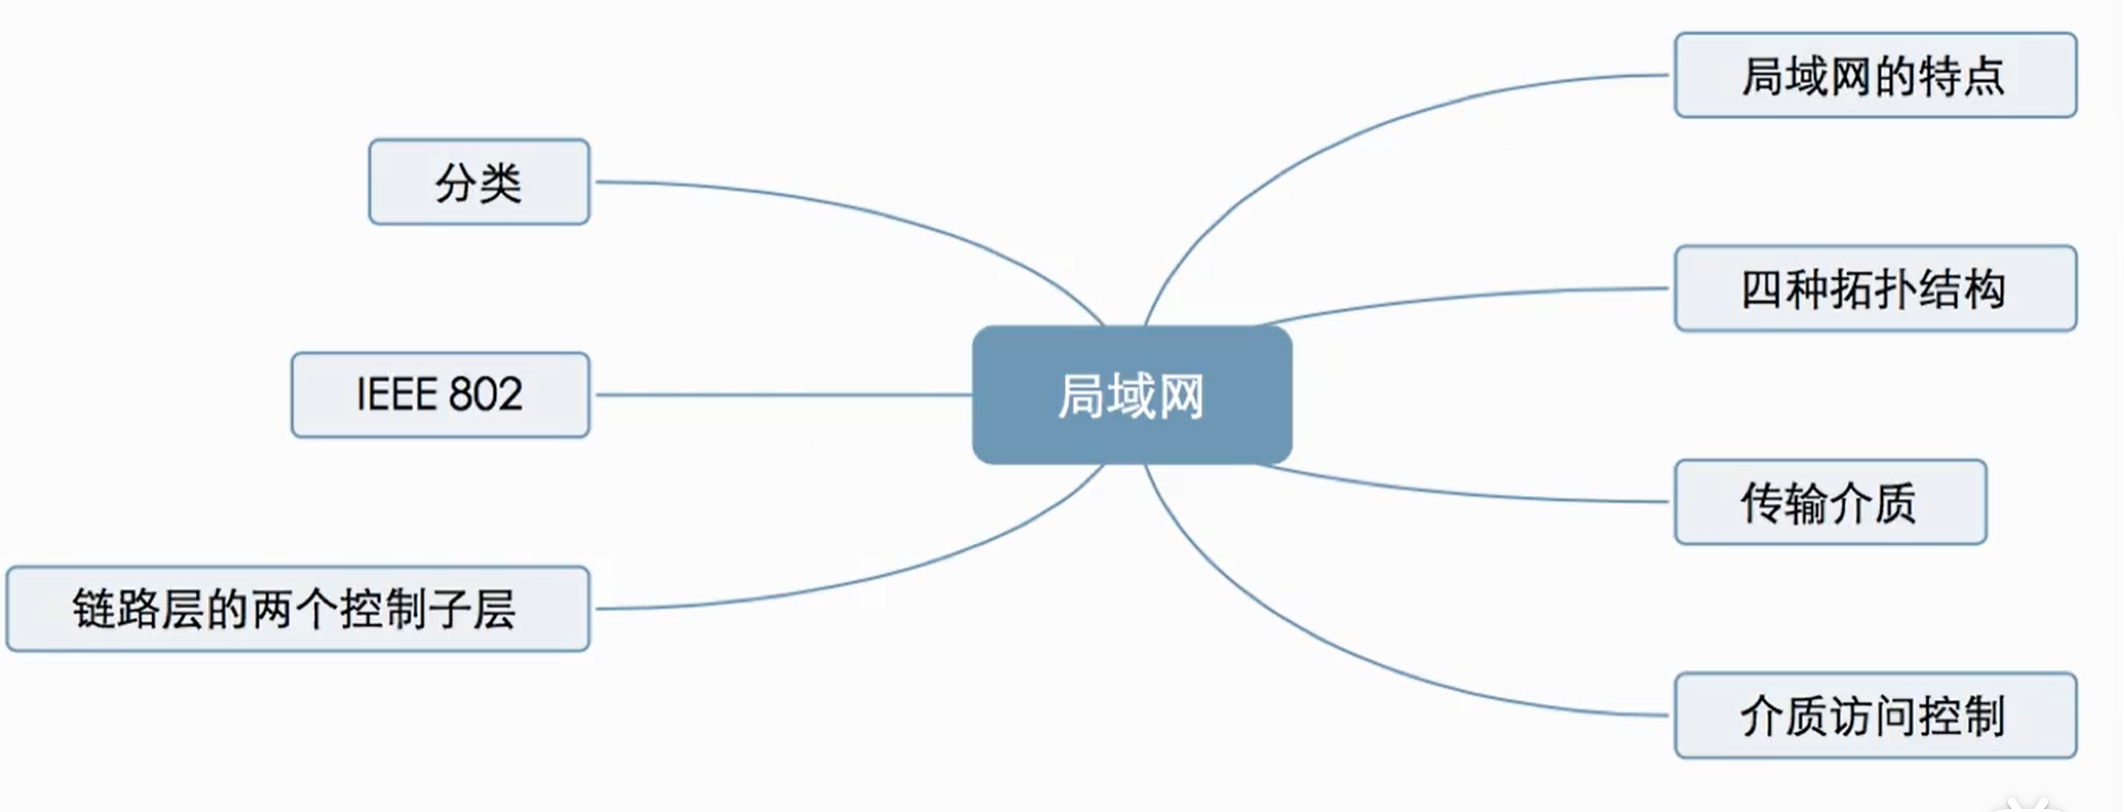 局域网的特点
分类
四种拓扑结构
IEEE 802
局域网
传输介质
链路层的两个控制子层
介质访问控制